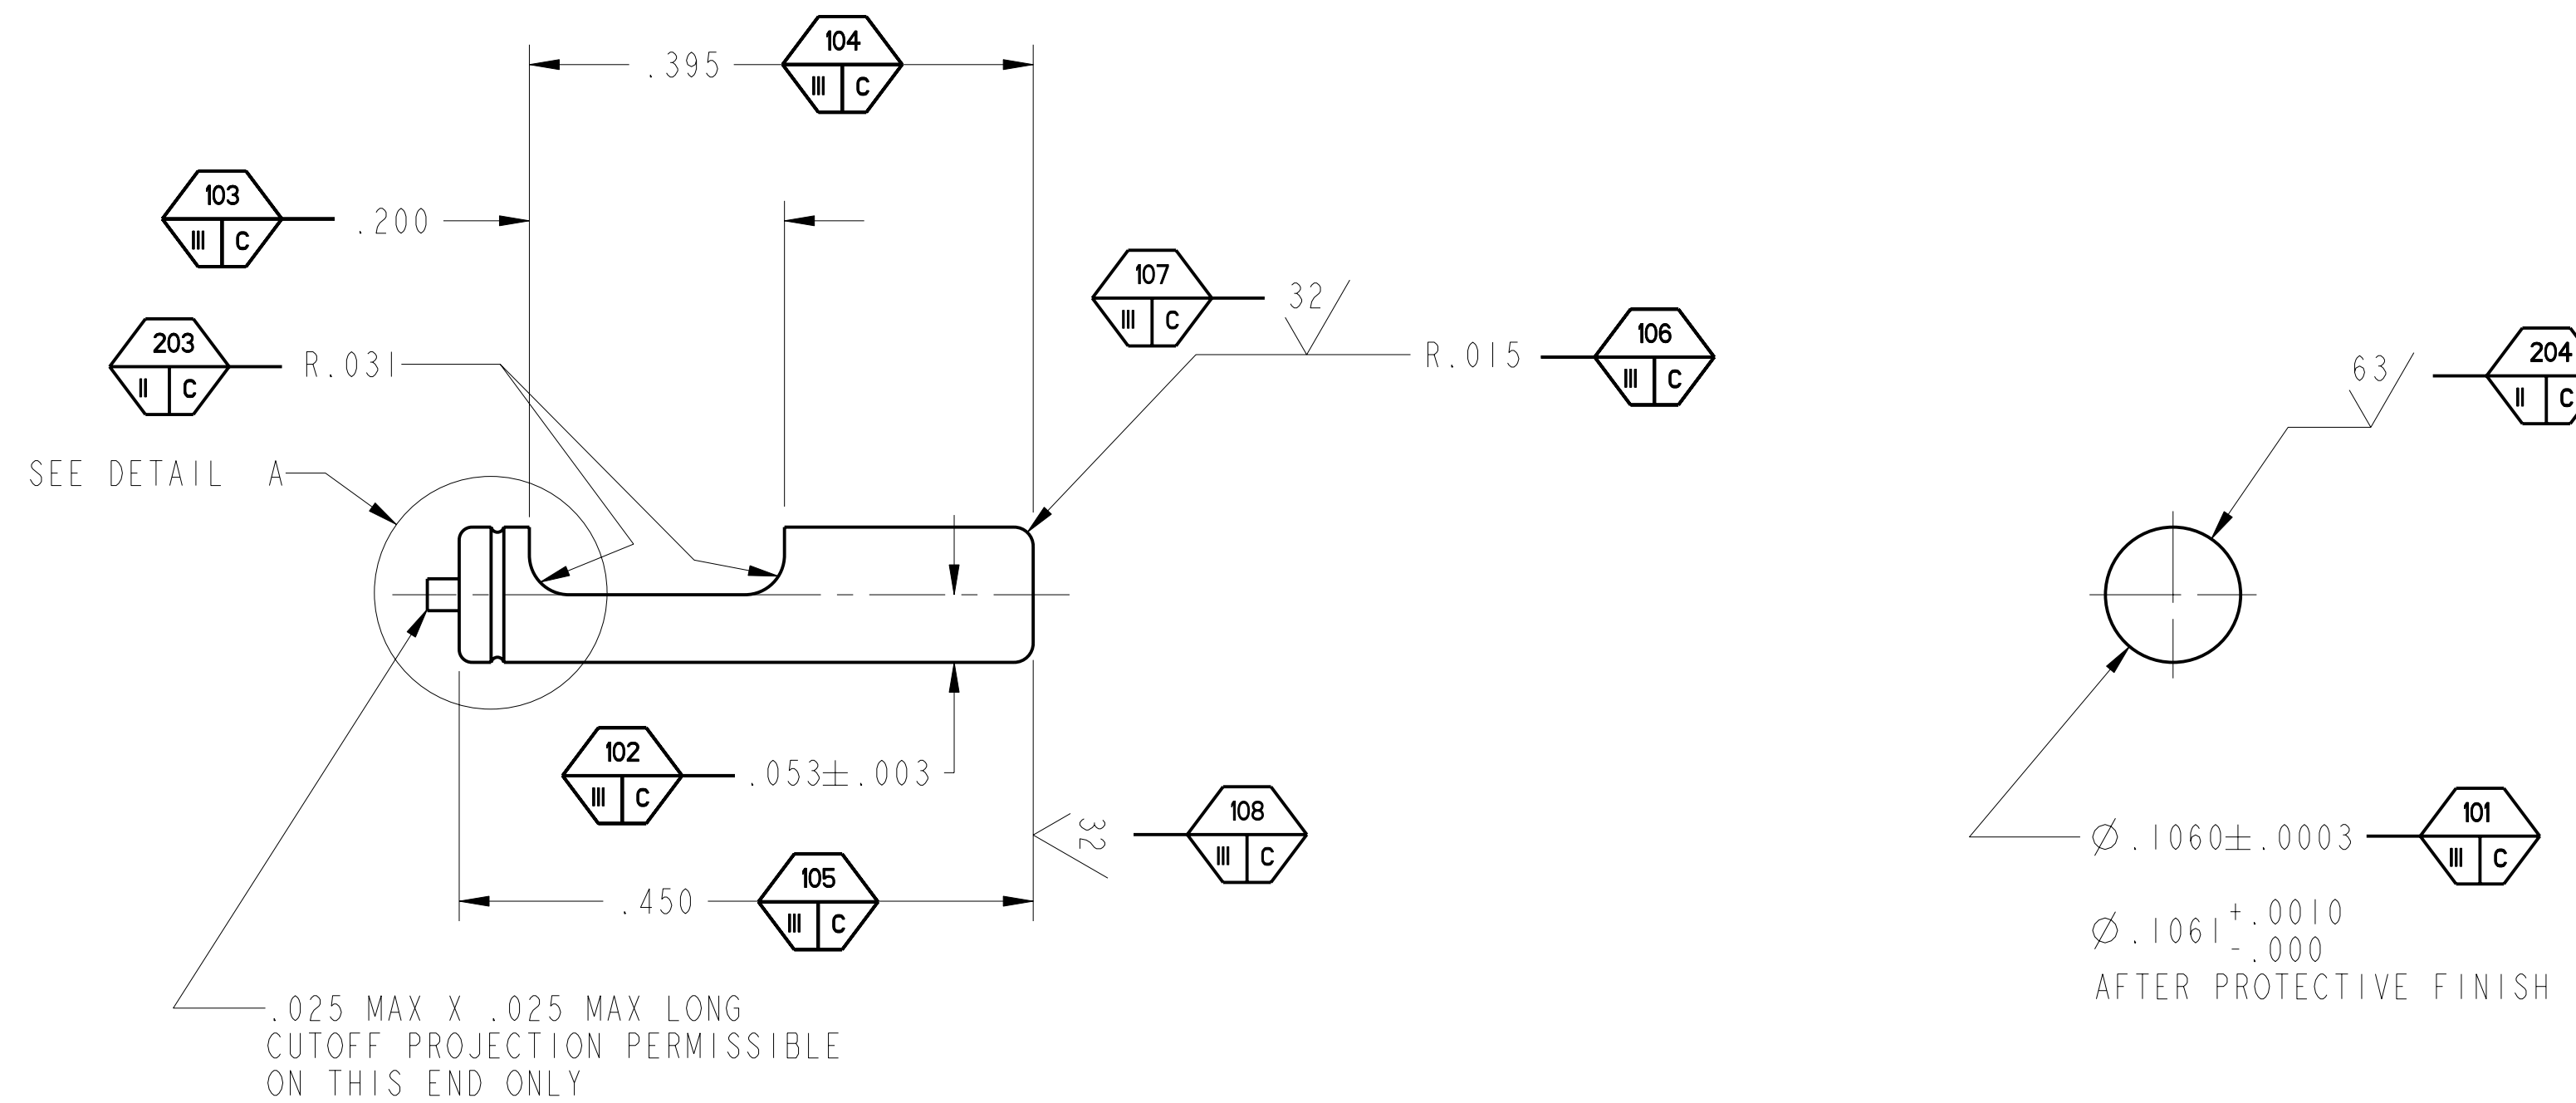 104
.395
III C
103
.200
III C
107
32
III C
106
R.015
III C
203
R.031
II C
204
63
II C
SEE DETAIL A
102
.053±.003
III C
108
32
III C
101
Ø.1060±.0003
III C
105
.450
III C
Ø.1061 +.0010
-.000
AFTER PROTECTIVE FINISH
.025 MAX X .025 MAX LONG
CUTOFF PROJECTION PERMISSIBLE
ON THIS END ONLY